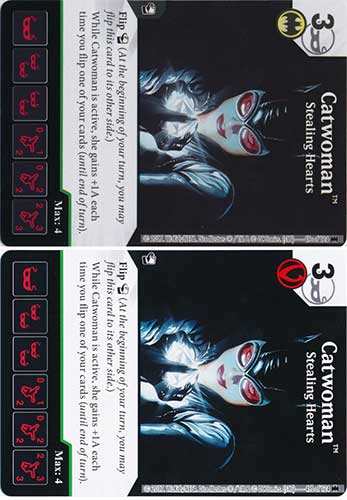 3
Catwoman™
Stealing Hearts
Flip (At the beginning of your turn, you may
flip this card to its other side.)
While Catwoman is active, she gains +1A each
time you flip one of your cards (until end of turn).
Max: 4
3
Catwoman™
Stealing Hearts
Flip (At the beginning of your turn, you may
flip this card to its other side.)
While Catwoman is active, she gains +1A each
time you flip one of your cards (until end of turn).
Max: 4